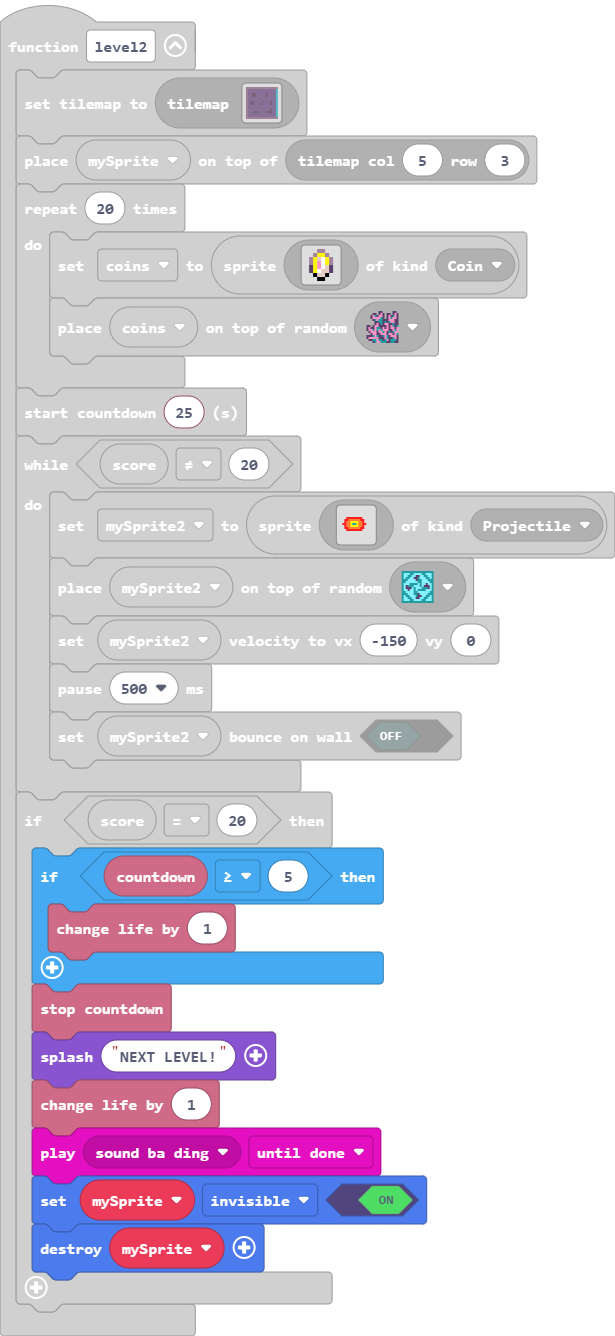 function level2
set tilemap to tilemap
place mySprite on top of tilemap col 5 row 3
repeat 20 times
do
set coins to sprite of kind Coin
place coins on top of random
start countdown 25 (s)
while score ≠ 20
do
set mySprite2 to sprite of kind Projectile
place mySprite2 on top of random
set mySprite2 velocity to vx -150 vy 0
pause 500 ms
set mySprite2 bounce on wall OFF
if score = 20 then
if countdown ≥ 5 then
change life by 1
stop countdown
splash "NEXT LEVEL!"
change life by 1
play sound ba ding until done
set mySprite invisible ON
destroy mySprite